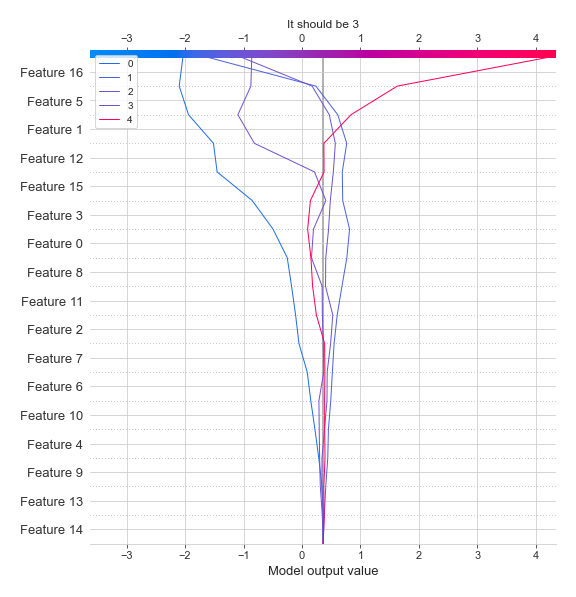 It should be 3
−3 −2 −1 0 1 2 3 4
0
1
2
3
4
Feature 16
Feature 5
Feature 1
Feature 12
Feature 15
Feature 3
Feature 0
Feature 8
Feature 11
Feature 2
Feature 7
Feature 6
Feature 10
Feature 4
Feature 9
Feature 13
Feature 14
−3 −2 −1 0 1 2 3 4
Model output value